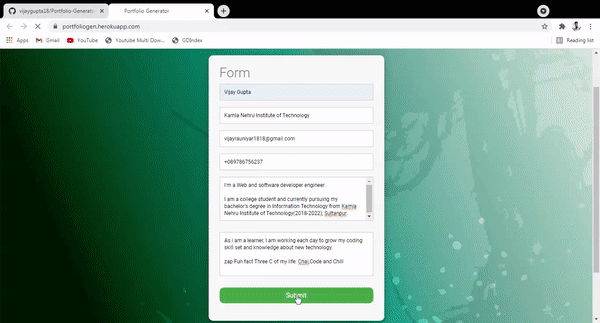 vijaygupta18/Portfolio-Generato
Portfolio Generator
portfoliogen.herokuapp.com
Apps
Gmail
YouTube
Youtube Multi Dow...
GDIndex
Reading list
Form
Vijay Gupta
Kamla Nehru Institute of Technology
vijayrauniyar1818@gmail.com
+089786756237
I'm a Web and software developer engineer.
I am a college student and currently pursuing my
bachelor's degree in Information Technology from Kamla
Nehru Institute of Technology(2018-2022), Sultanpur.
As i am a learner, I am working each day to grow my coding
skill set and knowledge about new technology.
zap Fun fact Three C of my life: Chai,Code and Chill
Submit